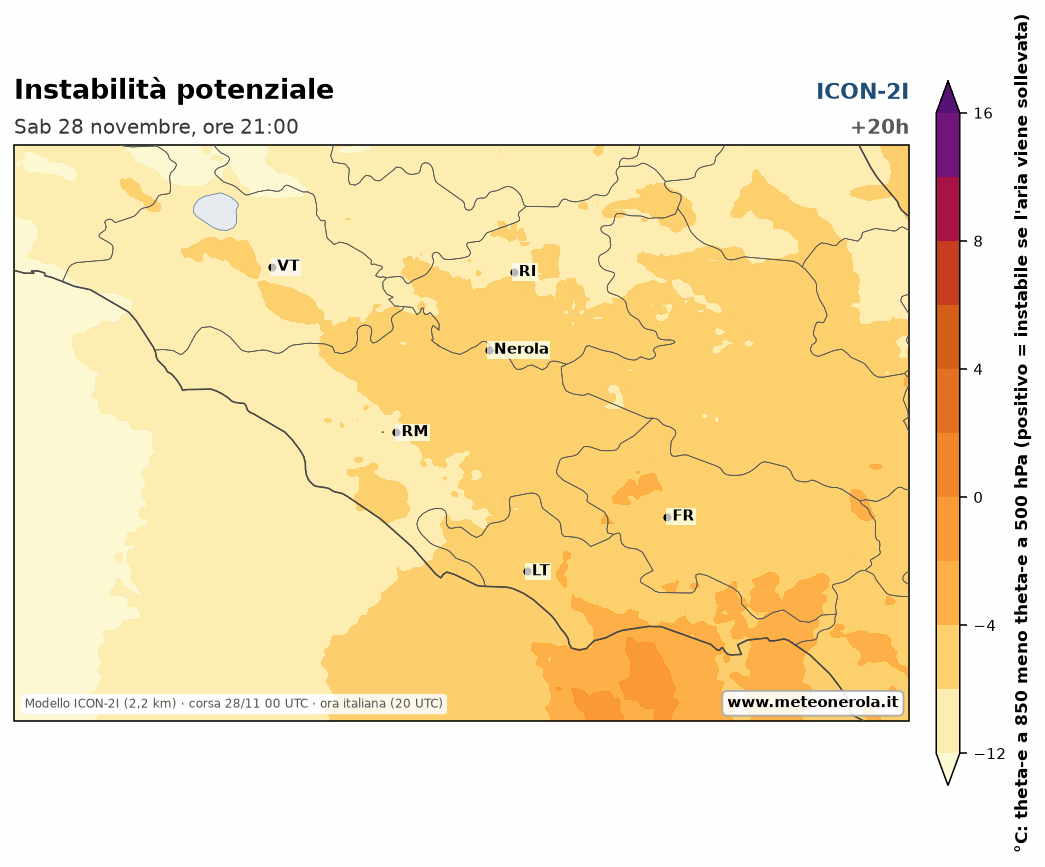 Instabilità potenziale
ICON-2I
Sab 28 novembre, ore 21:00
+20h
VT
RI
Nerola
RM
FR
LT
Modello ICON-2I (2,2 km) · corsa 28/11 00 UTC · ora italiana (20 UTC)
www.meteonerola.it
16
8
4
0
−4
−12
°C: theta-e a 850 meno theta-e a 500 hPa (positivo = instabile se l'aria viene sollevata)